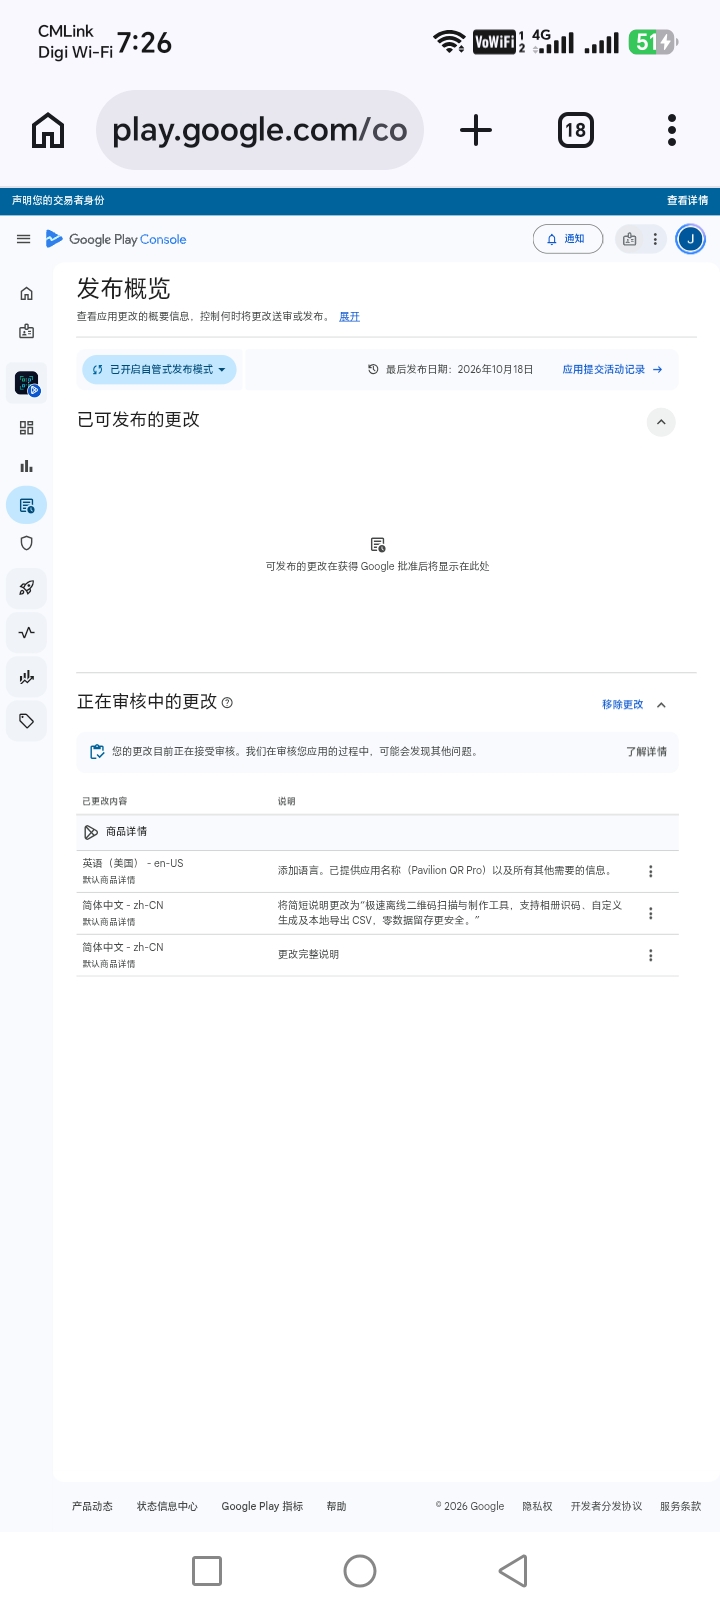 CMLink
Digi Wi-Fi 7:26
VoWiFi 1 2 4G 51
play.google.com/co
18
声明您的交易者身份 查看详情
Google Play Console 通知 J
发布概览
查看应用更改的概要信息，控制何时将更改送审或发布。 展开
已开启自管式发布模式 最后发布日期：2026年10月18日 应用提交活动记录
已可发布的更改
可发布的更改在获得 Google 批准后将显示在此处
正在审核中的更改 移除更改
您的更改目前正在接受审核。我们在审核您应用的过程中，可能会发现其他问题。 了解详情
已更改内容 说明
商品详情
英语（美国） - en-US
默认商品详情
添加语言。已提供应用名称（Pavilion QR Pro）以及所有其他需要的信息。
简体中文 - zh-CN
默认商品详情
将简短说明更改为“极速离线二维码扫描与制作工具，支持相册识码、自定义
生成及本地导出 CSV，零数据留存更安全。”
简体中文 - zh-CN
默认商品详情
更改完整说明
产品动态 状态信息中心 Google Play 指标 帮助 © 2026 Google 隐私权 开发者分发协议 服务条款